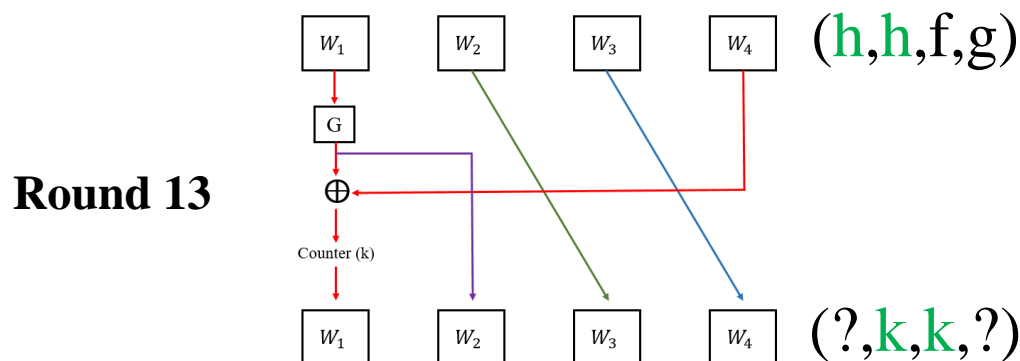 W₁ W₂ W₃ W₄ (h,h,f,g)
G
Round 13
⊕
Counter (k)
W₁ W₂ W₃ W₄ (?,k,k,?)